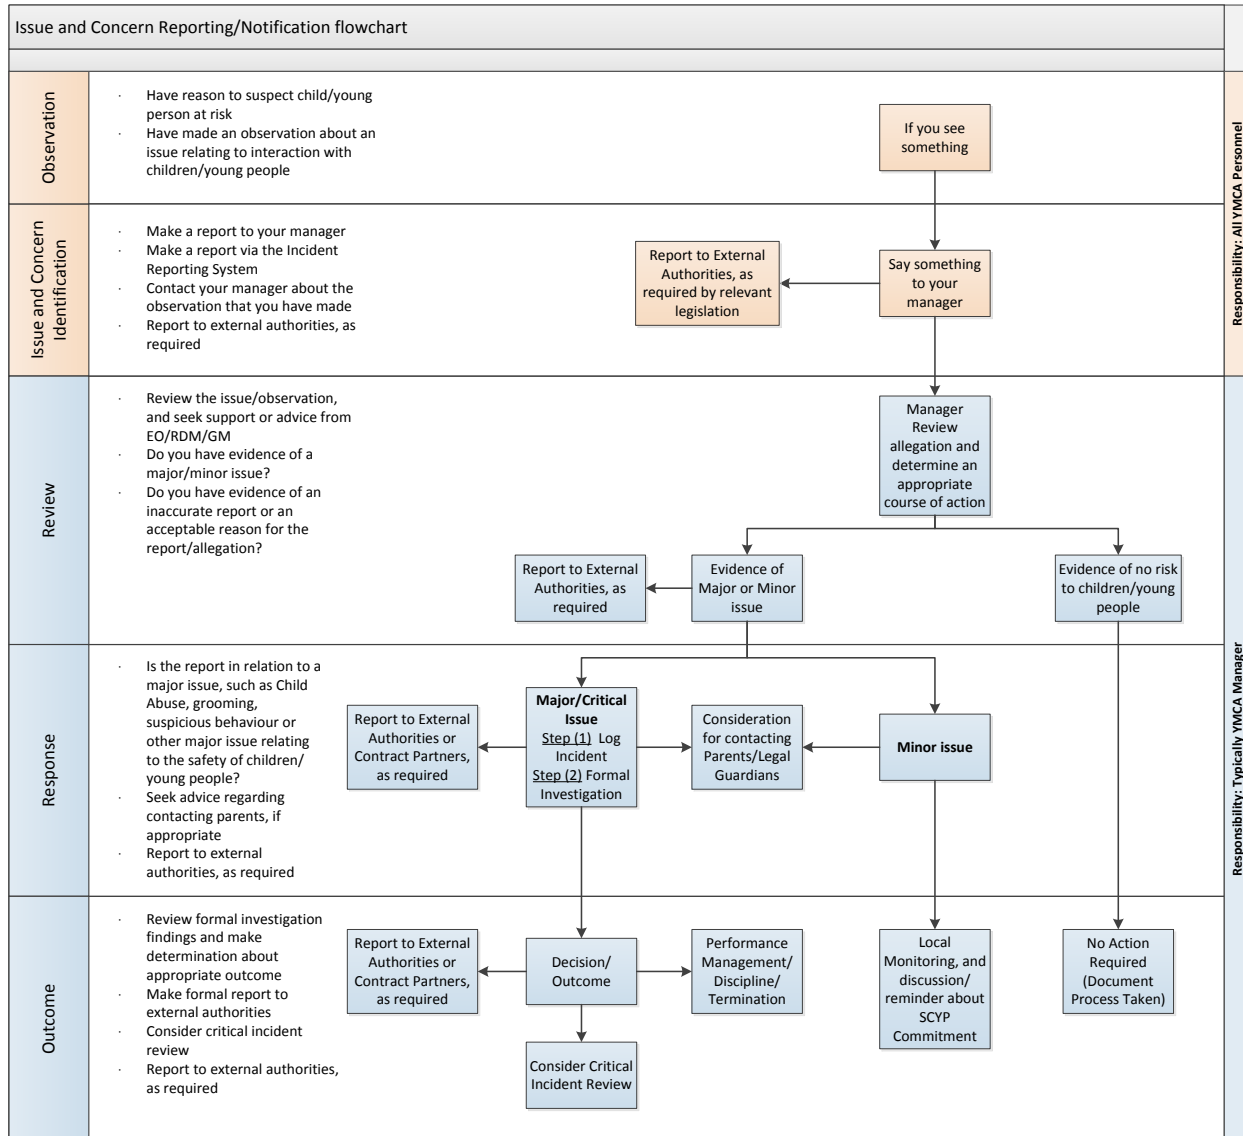 Issue and Concern Reporting/Notification flowchart
Observation
· Have reason to suspect child/young
person at risk
· Have made an observation about an
issue relating to interaction with
children/young people
If you see
something
Responsibility: All YMCA Personnel
Issue and Concern
Identification
· Make a report to your manager
· Make a report via the Incident
Reporting System
· Contact your manager about the
observation that you have made
· Report to external authorities, as
required
Report to External
Authorities, as
required by relevant
legislation
Say something
to your
manager
Review
· Review the issue/observation,
and seek support or advice from
EO/RDM/GM
· Do you have evidence of a
major/minor issue?
· Do you have evidence of an
inaccurate report or an
acceptable reason for the
report/allegation?
Manager
Review
allegation and
determine an
appropriate
course of action
Report to External
Authorities, as
required
Evidence of
Major or Minor
issue
Evidence of no risk
to children/young
people
Responsibility: Typically YMCA Manager
Response
· Is the report in relation to a
major issue, such as Child
Abuse, grooming,
suspicious behaviour or
other major issue relating
to the safety of children/
young people?
· Seek advice regarding
contacting parents, if
appropriate
· Report to external
authorities, as required
Report to External
Authorities or
Contract Partners,
as required
Major/Critical
Issue
Step (1) Log
Incident
Step (2) Formal
Investigation
Consideration
for contacting
Parents/Legal
Guardians
Minor issue
Outcome
· Review formal investigation
findings and make
determination about
appropriate outcome
· Make formal report to
external authorities
· Consider critical incident
review
· Report to external authorities,
as required
Report to External
Authorities or
Contract Partners,
as required
Decision/
Outcome
Performance
Management/
Discipline/
Termination
Local
Monitoring, and
discussion/
reminder about
SCYP
Commitment
No Action
Required
(Document
Process Taken)
Consider Critical
Incident Review